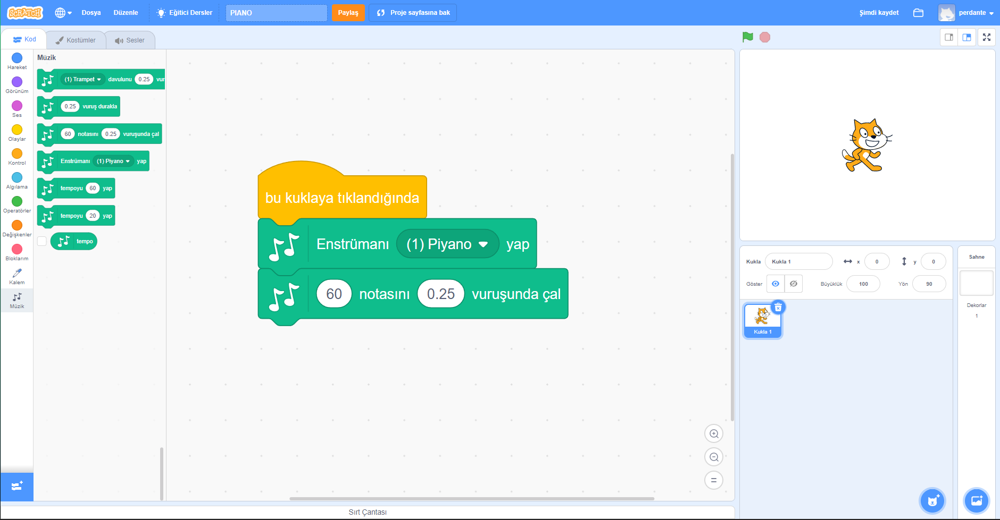 SCRATCH
Dosya
Düzenle
Eğitici Dersler
PIANO
Paylaş
Proje sayfasına bak
Şimdi kaydet
perdante
Kod
Kostümler
Sesler
Hareket
Görünüm
Ses
Olaylar
Kontrol
Algılama
Operatörler
Değişkenler
Bloklarım
Kalem
Müzik
Müzik
(1) Trampet davulunu 0.25 vur
0.25 vuruş durakla
60 notasını 0.25 vuruşunda çal
Enstrümanı (1) Piyano yap
tempoyu 60 yap
tempoyu 20 yap
tempo
bu kuklaya tıklandığında
Enstrümanı (1) Piyano yap
60 notasını 0.25 vuruşunda çal
Kukla Kukla 1 x 0 y 0
Göster Büyüklük 100 Yön 90
Kukla 1
Sahne
Dekorlar
1
Sırt Çantası